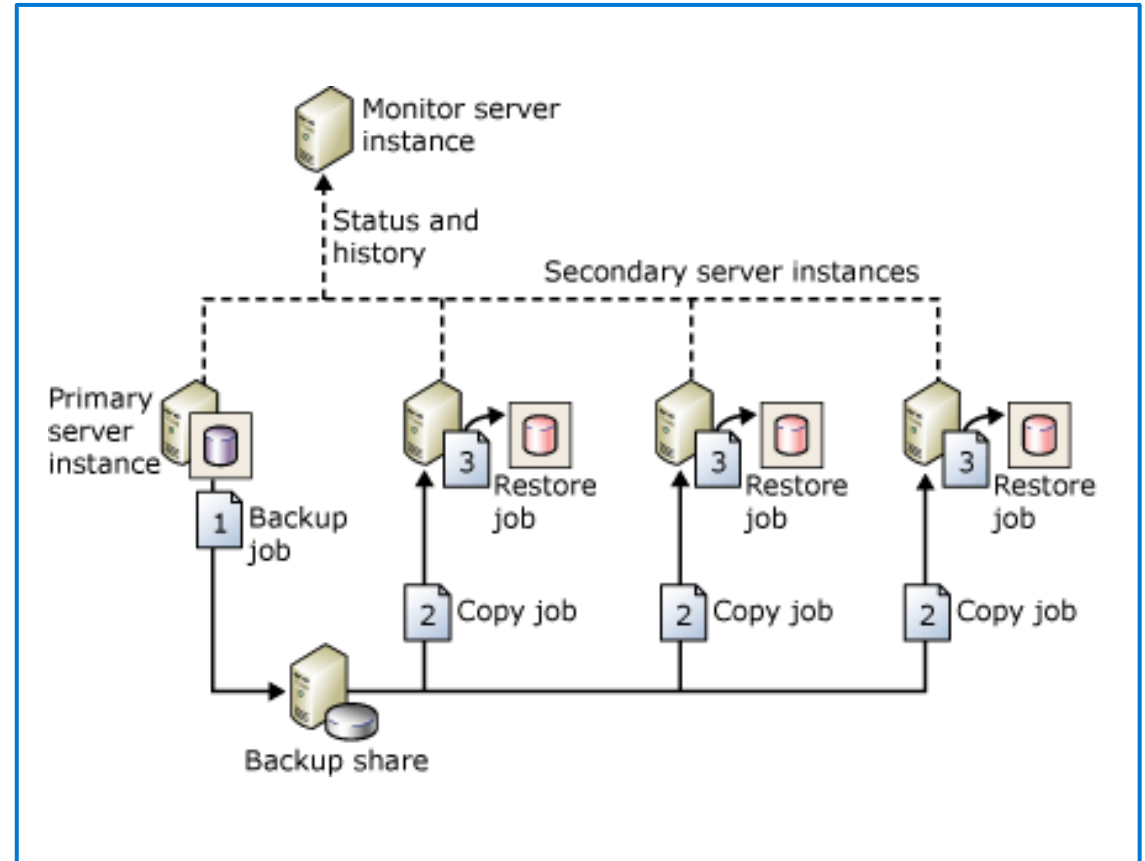 Monitor server
instance
Status and
history
Secondary server instances
Primary
server
instance
1
Backup
job
3
Restore
job
3
Restore
job
3
Restore
job
2
Copy job
2
Copy job
2
Copy job
Backup share